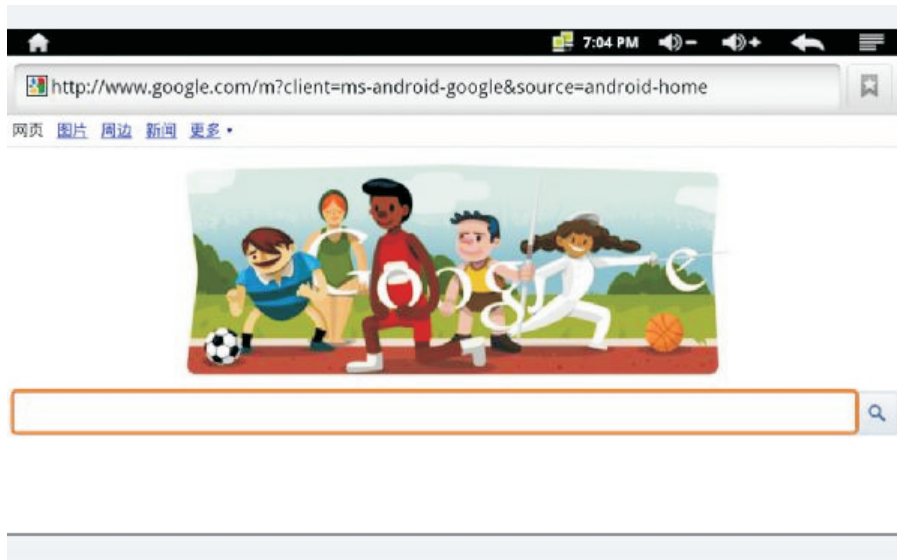 7:04 PM
http://www.google.com/m?client=ms-android-google&source=android-home
网页 图片 周边 新闻 更多
Google